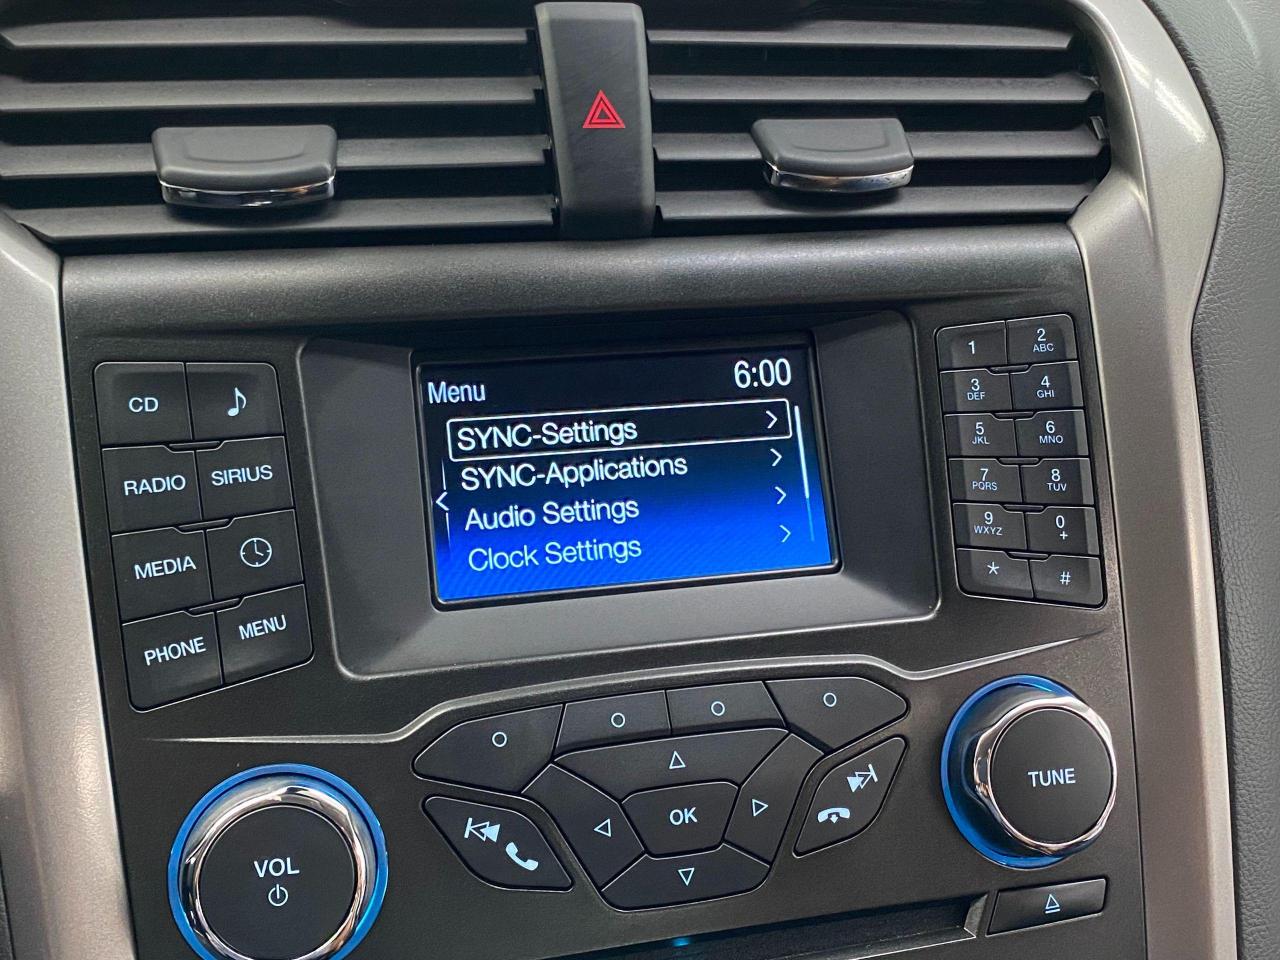 Menu 6:00
SYNC-Settings
SYNC-Applications
Audio Settings
Clock Settings
CD
RADIO SIRIUS
MEDIA
PHONE MENU
1 2 ABC
3 DEF 4 GHI
5 JKL 6 MNO
7 PQRS 8 TUV
9 WXYZ 0 +
* #
OK
VOL
TUNE